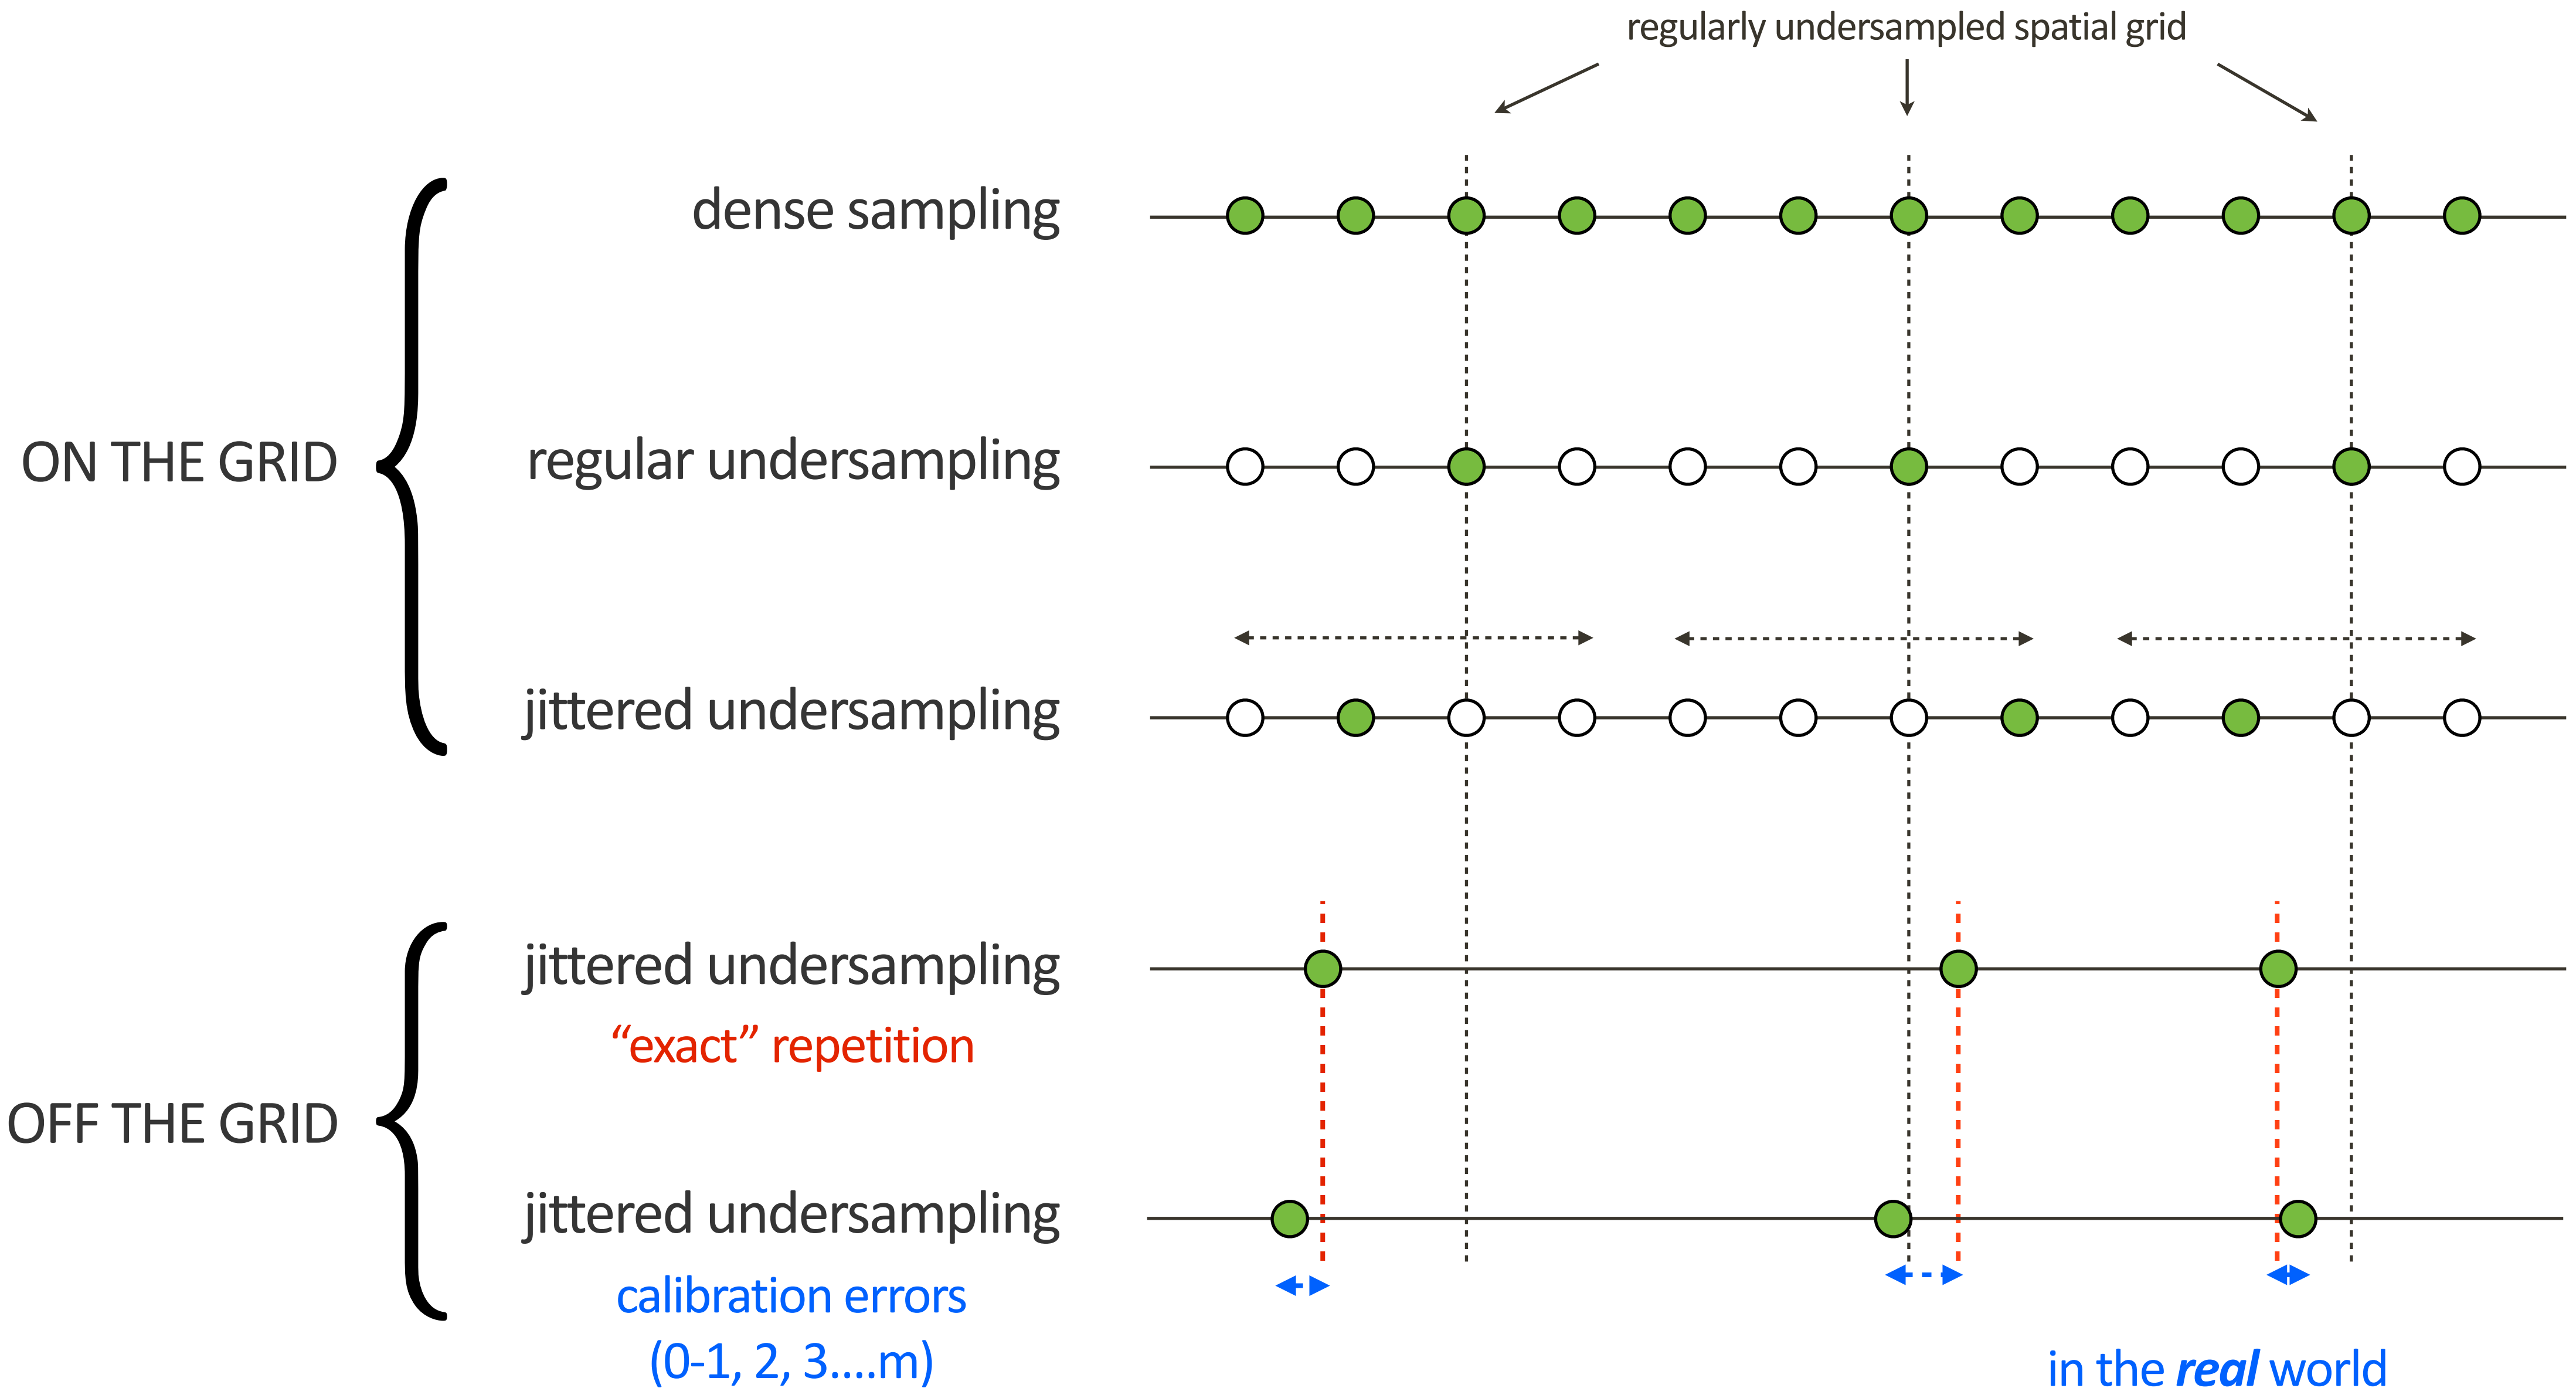 regularly undersampled spatial grid
dense sampling
ON THE GRID
regular undersampling
jittered undersampling
jittered undersampling
“exact” repetition
OFF THE GRID
jittered undersampling
calibration errors
(0-1, 2, 3....m)
in the real world